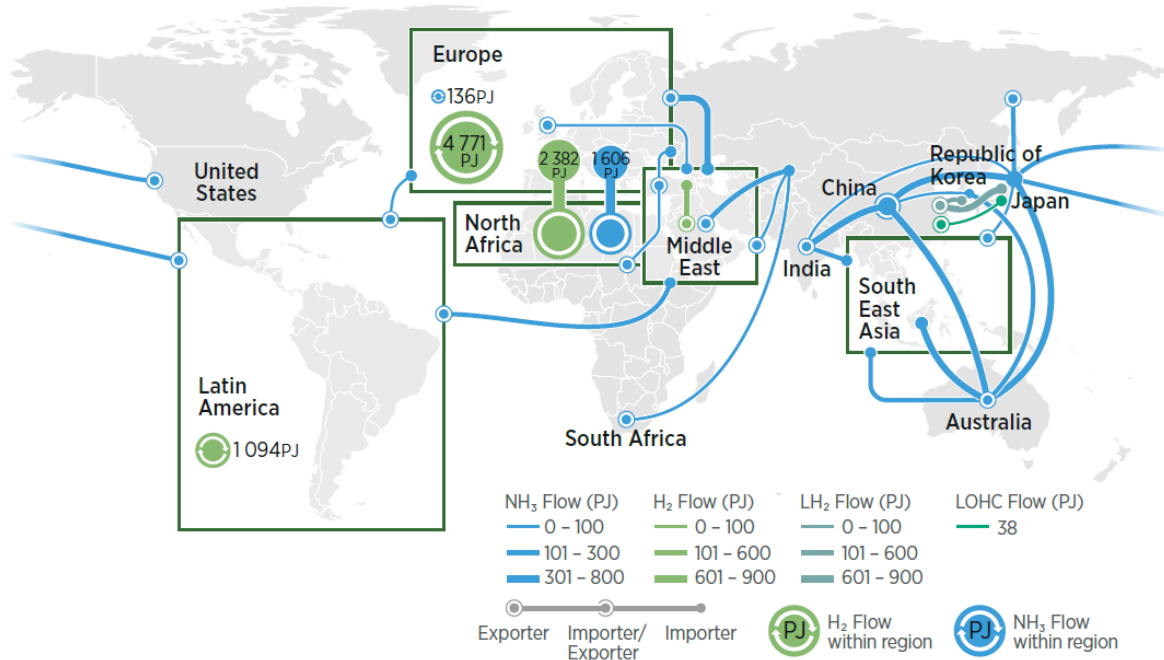 Europe
136PJ
4 771
PJ
2 382
PJ
1 606
PJ
United
States
North
Africa
Middle
East
China
Republic of
Korea
Japan
India
South
East
Asia
Latin
America
1 094PJ
South Africa
Australia
NH₃ Flow (PJ)
0 – 100
101 – 300
301 – 800
H₂ Flow (PJ)
0 – 100
101 – 600
601 – 900
LH₂ Flow (PJ)
0 – 100
101 – 600
601 – 900
LOHC Flow (PJ)
38
Exporter
Importer/
Exporter
Importer
PJ
H₂ Flow
within region
PJ
NH₃ Flow
within region